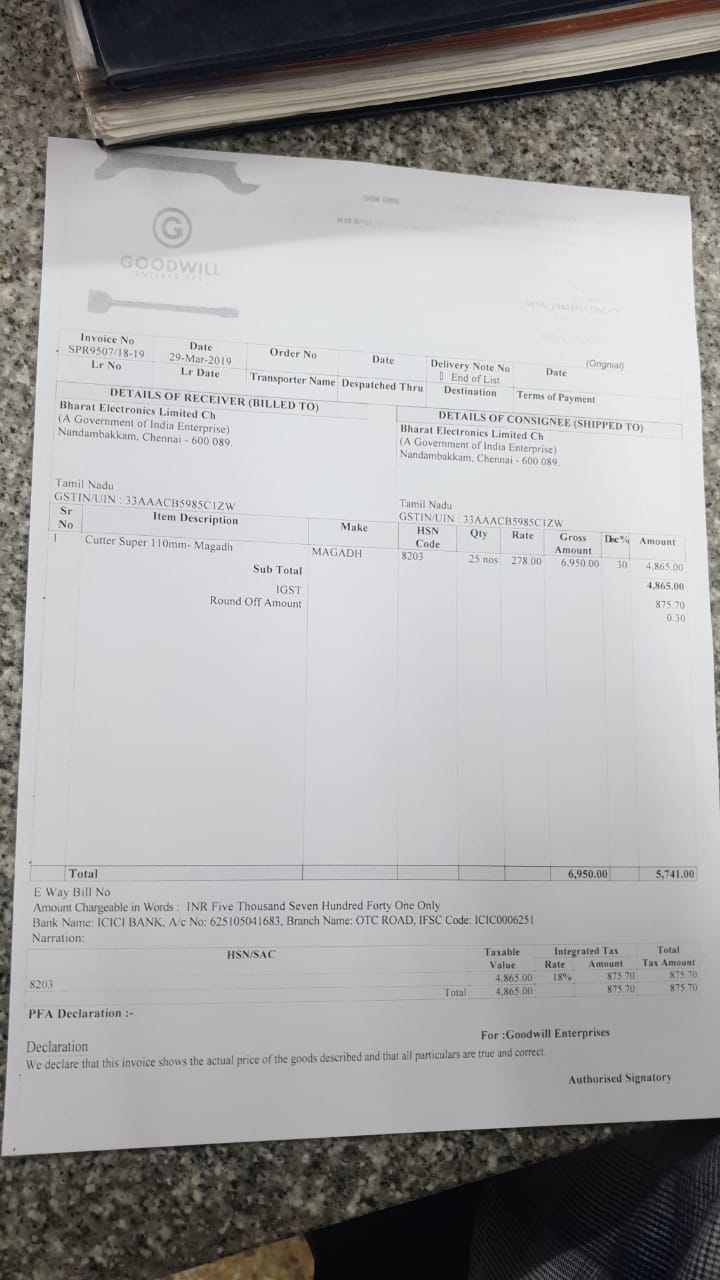 G
GOODWILL
ENTERPRISES
Invoice No
SPR9507/18-19
Date
29-Mar-2019
Order No
Date
Delivery Note No
End of List
Date
(Orignial)
Lr No
Lr Date
Transporter Name
Despatched Thru
Destination
Terms of Payment
DETAILS OF RECEIVER (BILLED TO)
Bharat Electronics Limited Ch
(A Government of India Enterprise)
Nandambakkam, Chennai - 600 089.
Tamil Nadu
GSTIN/UIN : 33AAACB5985C1ZW
DETAILS OF CONSIGNEE (SHIPPED TO)
Bharat Electronics Limited Ch
(A Government of India Enterprise)
Nandambakkam, Chennai - 600 089.
Tamil Nadu
GSTIN/UIN : 33AAACB5985C1ZW
Sr No Item Description Make HSN Code Qty Rate Gross Amount Disc% Amount
1 Cutter Super 110mm- Magadh MAGADH 8203 25 nos 278.00 6,950.00 30 4,865.00
Sub Total 4,865.00
IGST 875.70
Round Off Amount 0.30
Total 6,950.00 5,741.00
E Way Bill No
Amount Chargeable in Words : INR Five Thousand Seven Hundred Forty One Only
Bank Name: ICICI BANK, A/c No: 625105041683, Branch Name: OTC ROAD, IFSC Code: ICIC0006251
Narration:
HSN/SAC Taxable Value Integrated Tax Rate Amount Total Tax Amount
8203 4,865.00 18% 875.70 875.70
Total 4,865.00 875.70 875.70
PFA Declaration :-
For :Goodwill Enterprises
Declaration
We declare that this invoice shows the actual price of the goods described and that all particulars are true and correct.
Authorised Signatory